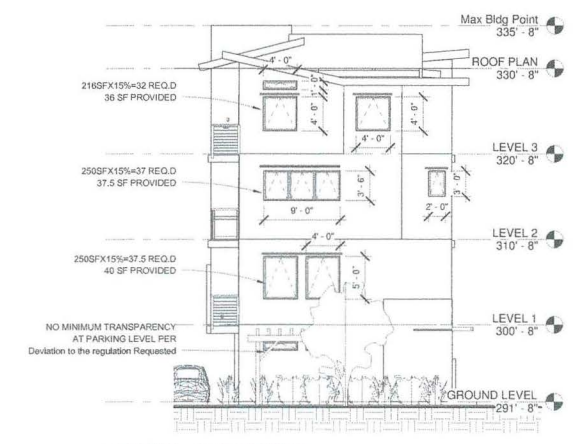 Max Bldg Point
335' - 8"
ROOF PLAN
330' - 8"
4' - 0"
216SFX15%=32 REQ.D
36 SF PROVIDED
1'
4' - 0"
4' - 0"
4' - 0"
LEVEL 3
320' - 8"
250SFX15%=37 REQ.D
37.5 SF PROVIDED
3' - 6"
3' - 0"
9' - 0"
2' - 0"
LEVEL 2
310' - 8"
4' - 0"
250SFX15%=37.5 REQ.D
40 SF PROVIDED
5' - 0"
LEVEL 1
300' - 8"
NO MINIMUM TRANSPARENCY
AT PARKING LEVEL PER
Deviation to the regulation Requested
GROUND LEVEL
291' - 8"